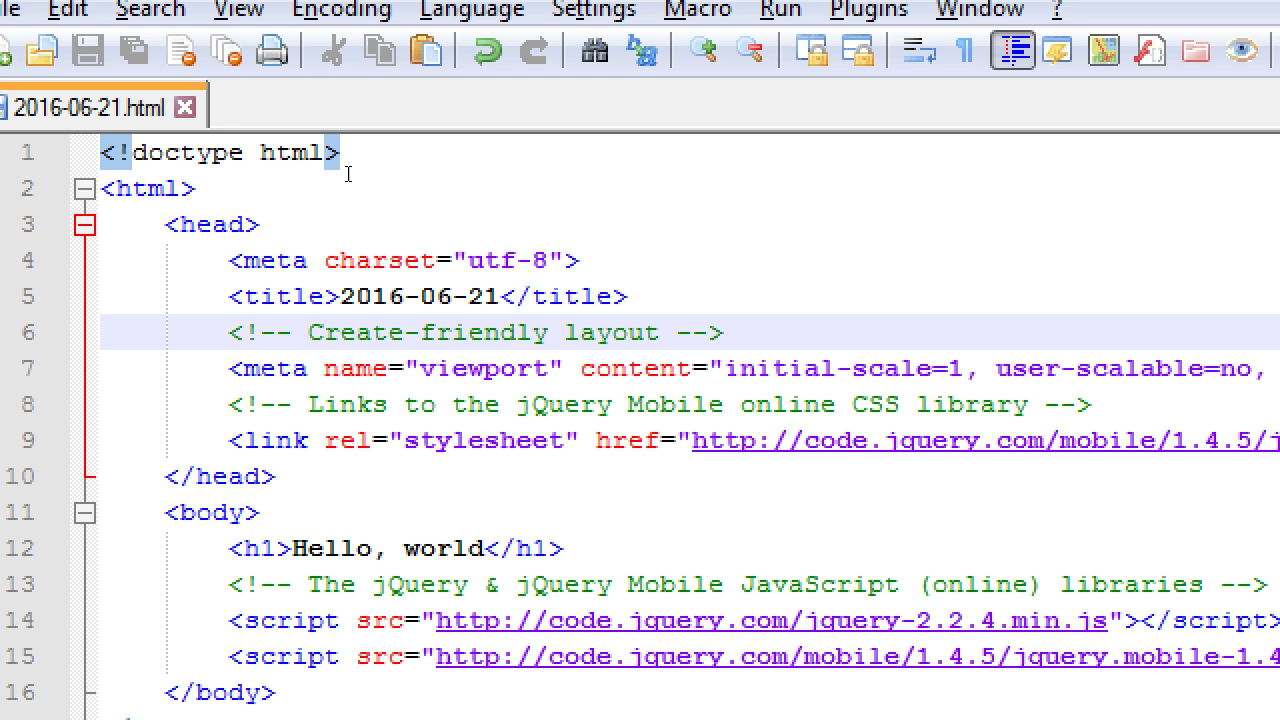 le Edit Search View Encoding Language Settings Macro Run Plugins Window ?
2016-06-21.html
1 <!doctype html>
2 <html>
3 <head>
4 <meta charset="utf-8">
5 <title>2016-06-21</title>
6 <!-- Create-friendly layout -->
7 <meta name="viewport" content="initial-scale=1, user-scalable=no,
8 <!-- Links to the jQuery Mobile online CSS library -->
9 <link rel="stylesheet" href="http://code.jquery.com/mobile/1.4.5/j
10 </head>
11 <body>
12 <h1>Hello, world</h1>
13 <!-- The jQuery & jQuery Mobile JavaScript (online) libraries -->
14 <script src="http://code.jquery.com/jquery-2.2.4.min.js"></script>
15 <script src="http://code.jquery.com/mobile/1.4.5/jquery.mobile-1.4
16 </body>